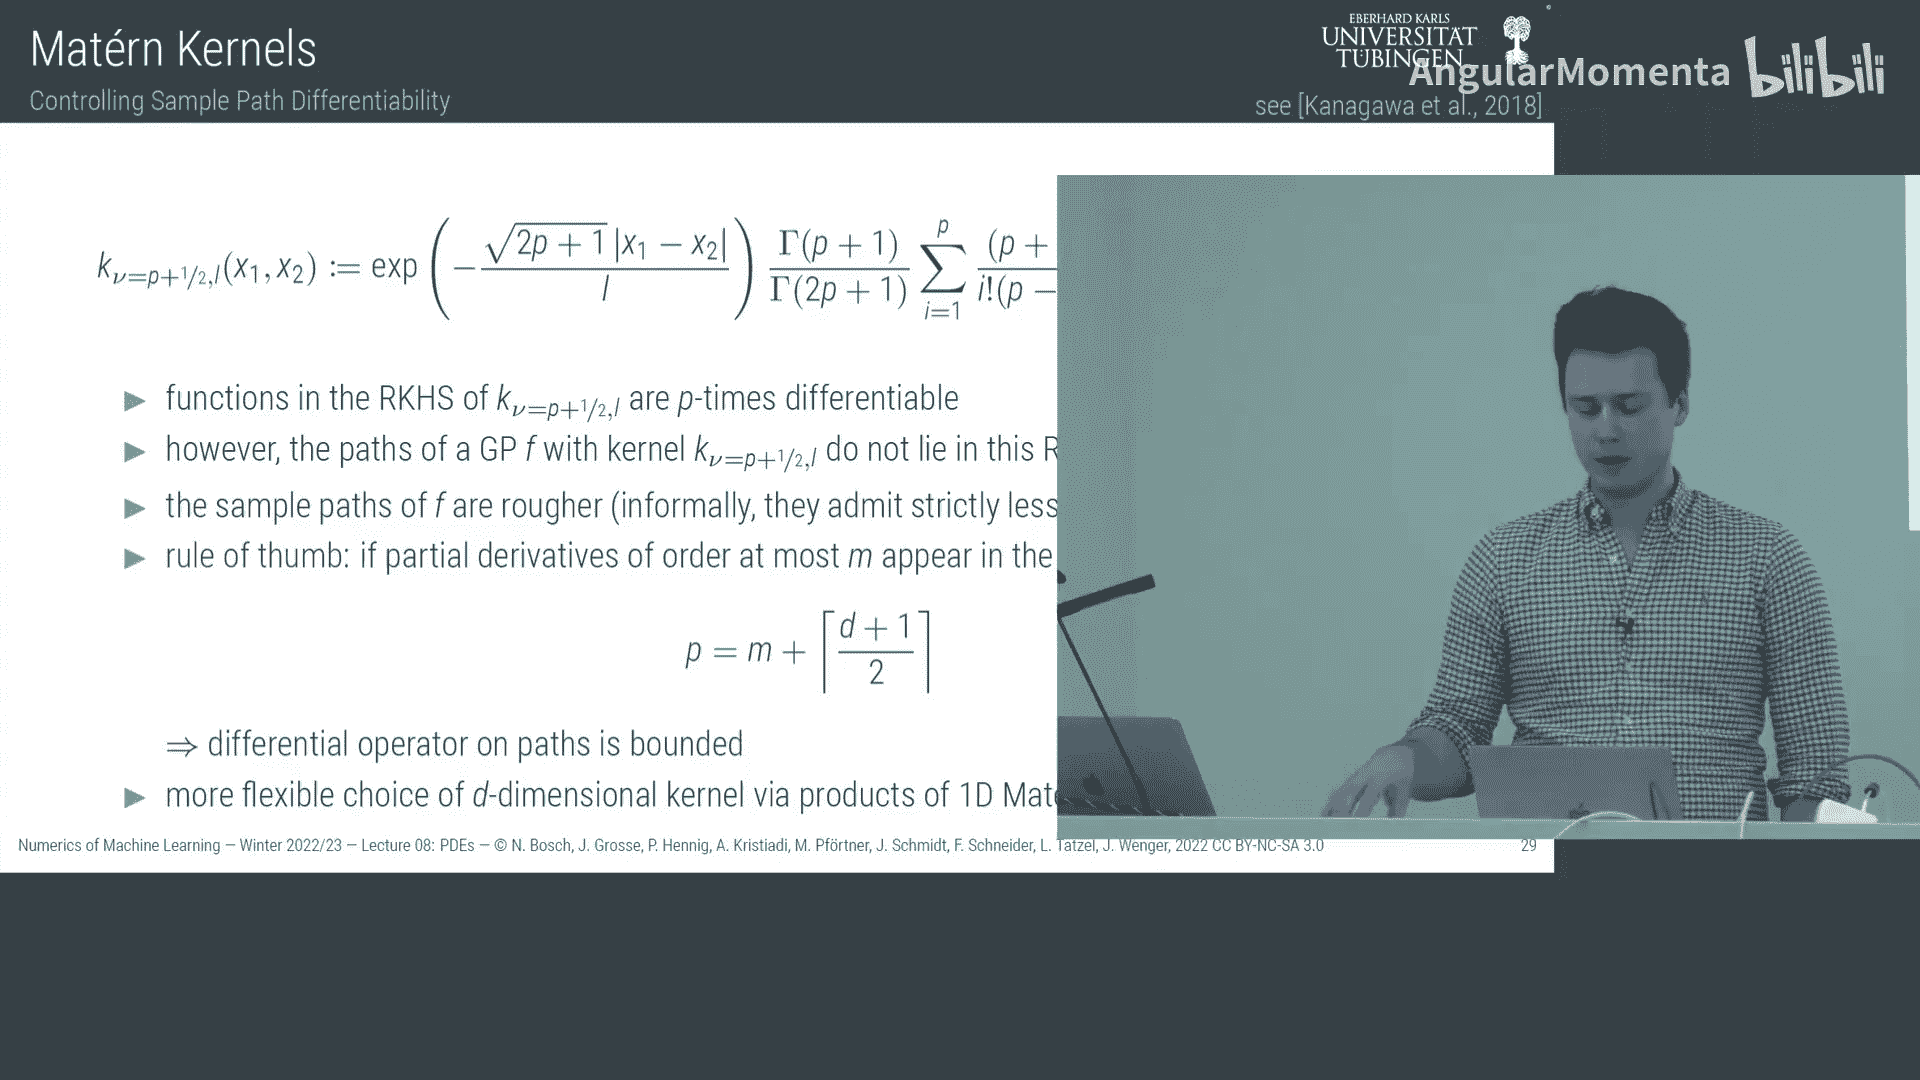 Matérn Kernels
Controlling Sample Path Differentiability
EBERHARD KARLS
UNIVERSITÄT
TÜBINGEN
AngularMomenta bilibili
see [Kanagawa et al., 2018]
k_{ν=p+1/2,l}(x₁, x₂) := exp ( − √(2p + 1) |x₁ − x₂| / l ) Γ(p + 1) / Γ(2p + 1) ∑_{i=1}^{p} (p + / i!(p −
▶ functions in the RKHS of k_{ν=p+1/2,l} are p-times differentiable
▶ however, the paths of a GP f with kernel k_{ν=p+1/2,l} do not lie in this R
▶ the sample paths of f are rougher (informally, they admit strictly less
▶ rule of thumb: if partial derivatives of order at most m appear in the
p = m + ⌈(d + 1) / 2⌉
⇒ differential operator on paths is bounded
▶ more flexible choice of d-dimensional kernel via products of 1D Mat
Numerics of Machine Learning — Winter 2022/23 — Lecture 08: PDEs — © N. Bosch, J. Grosse, P. Hennig, A. Kristiadi, M. Pförtner, J. Schmidt, F. Schneider, L. Tatzel, J. Wenger, 2022 CC BY-NC-SA 3.0 29